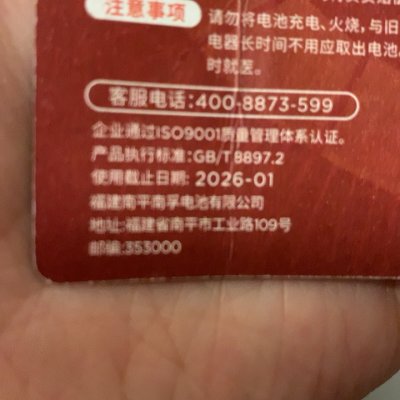 注意事项
请勿将电池充电、火烧,与旧
电器长时间不用应取出电池。
时就医。
客服电话:400-8873-599
企业通过ISO9001质量管理体系认证。
产品执行标准:GB/T 8897.2
使用截止日期: 2026-01
福建南平南孚电池有限公司
地址:福建省南平市工业路109号
邮编:353000